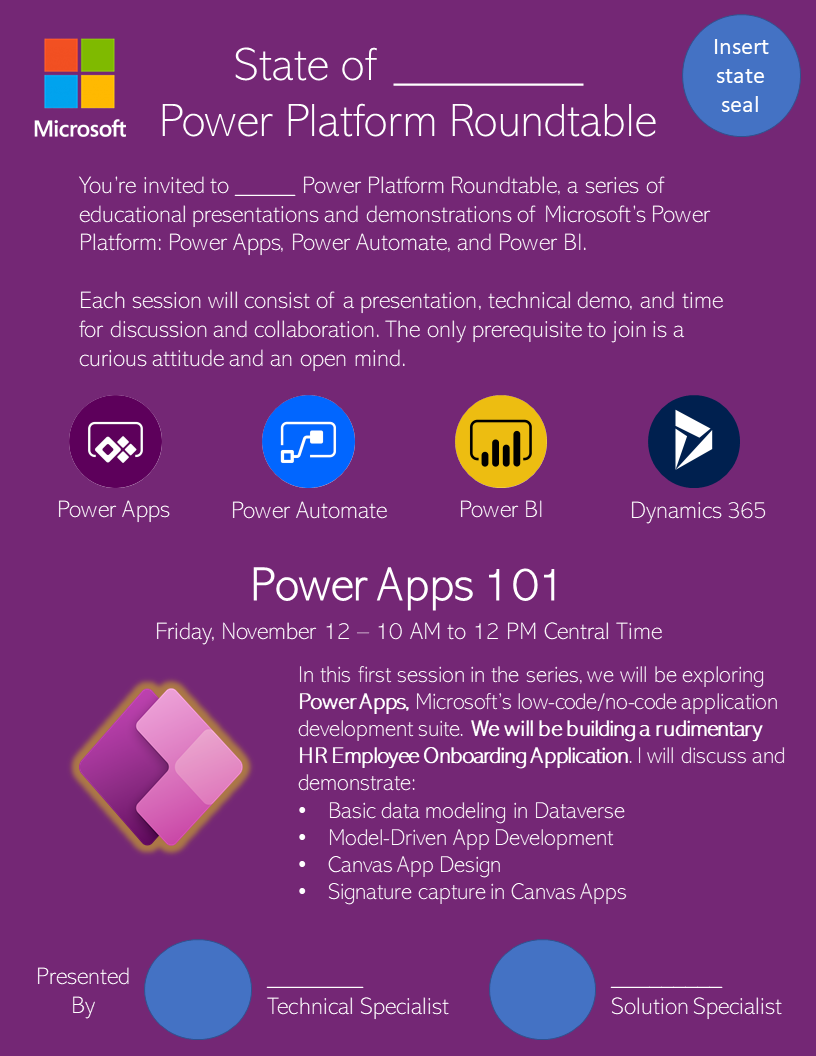 Microsoft
State of __________
Power Platform Roundtable
Insert
state
seal
You're invited to _____ Power Platform Roundtable, a series of
educational presentations and demonstrations of Microsoft's Power
Platform: Power Apps, Power Automate, and Power BI.
Each session will consist of a presentation, technical demo, and time
for discussion and collaboration. The only prerequisite to join is a
curious attitude and an open mind.
Power Apps
Power Automate
Power BI
Dynamics 365
Power Apps 101
Friday, November 12 – 10 AM to 12 PM Central Time
In this first session in the series, we will be exploring
Power Apps, Microsoft's low-code/no-code application
development suite. We will be building a rudimentary
HR Employee Onboarding Application. I will discuss and
demonstrate:
• Basic data modeling in Dataverse
• Model-Driven App Development
• Canvas App Design
• Signature capture in Canvas Apps
Presented
By
________
Technical Specialist
_________
Solution Specialist